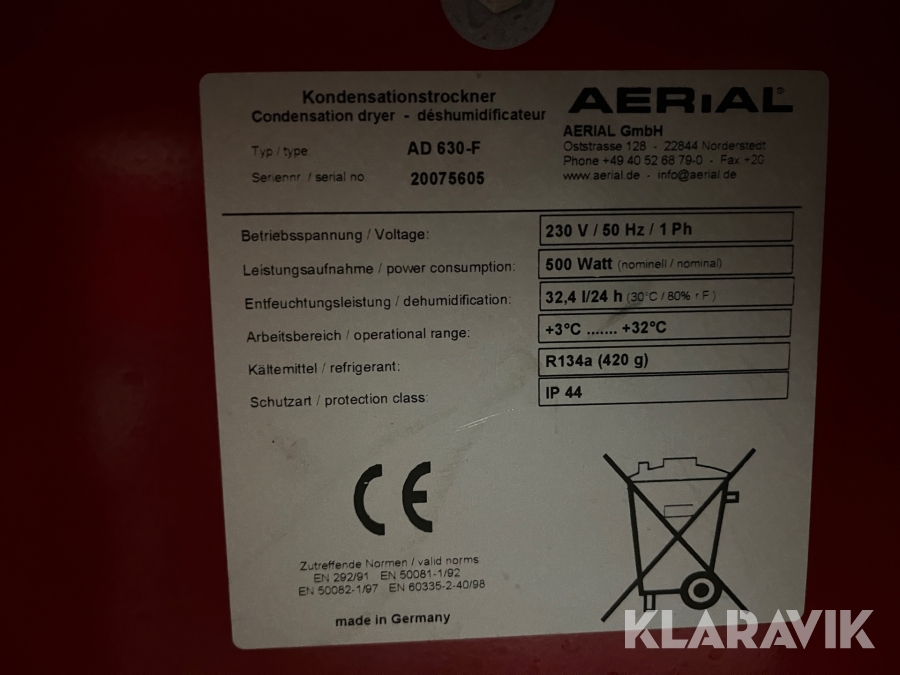 Kondensationstrockner
Condensation dryer - déshumidificateur
Typ / type AD 630-F
Seriennr. / serial no 20075605
AERIAL®
AERIAL GmbH
Oststrasse 128 - 22844 Norderstedt
Phone +49 40 52 68 79-0 - Fax +20
www.aerial.de - info@aerial.de
Betriebsspannung / Voltage: 230 V / 50 Hz / 1 Ph
Leistungsaufnahme / power consumption: 500 Watt (nominell / nominal)
Entfeuchtungsleistung / dehumidification: 32,4 l/24 h (30°C / 80% r.F.)
Arbeitsbereich / operational range: +3°C ....... +32°C
Kältemittel / refrigerant: R134a (420 g)
Schutzart / protection class: IP 44
CE
Zutreffende Normen / valid norms
EN 292/91 EN 50081-1/92
EN 50082-1/97 EN 60335-2-40/98
made in Germany
KLARAVIK